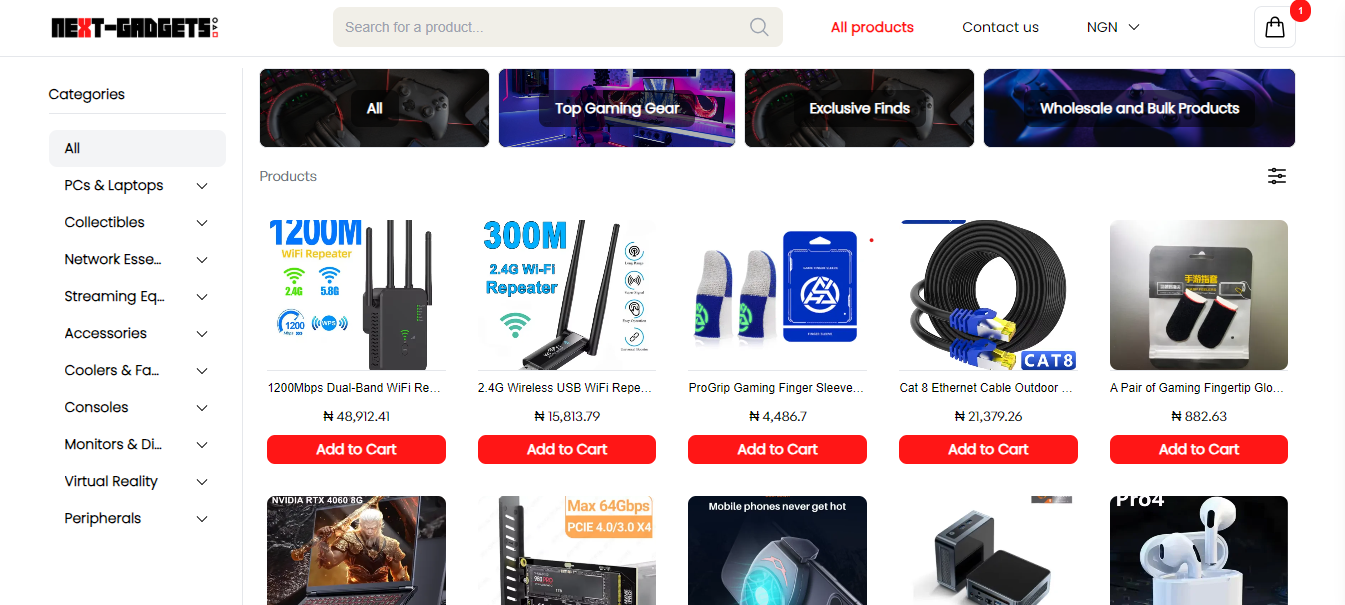 NEXT-GADGETS
Search for a product...
All products
Contact us
NGN
1
Categories
All
PCs & Laptops
Collectibles
Network Esse...
Streaming Eq...
Accessories
Coolers & Fa...
Consoles
Monitors & Di...
Virtual Reality
Peripherals
All
Top Gaming Gear
Exclusive Finds
Wholesale and Bulk Products
Products
1200M
WiFi Repeater
2.4G
5.8G
1200
WPS
1200Mbps Dual-Band WiFi Re...
₦ 48,912.41
Add to Cart
300M
2.4G Wi-Fi
Repeater
2.4G Wireless USB WiFi Repe...
₦ 15,813.79
Add to Cart
FINGER SLEEVE
ProGrip Gaming Finger Sleeve...
₦ 4,486.7
Add to Cart
CAT8
Cat 8 Ethernet Cable Outdoor ...
₦ 21,379.26
Add to Cart
手游指套
A Pair of Gaming Fingertip Glo...
₦ 882.63
Add to Cart
NVIDIA RTX 4060 8G
Max 64Gbps
PCIE 4.0/3.0 X4
Mobile phones never get hot
Pro4